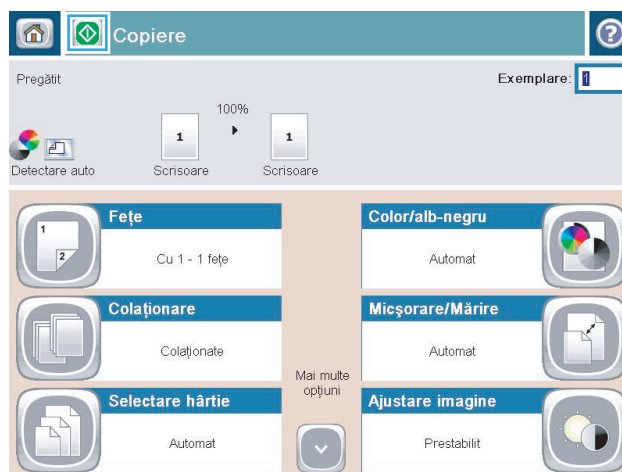 Copiere
?
Pregătit
Exemplare: 1
100%
1 1
Detectare auto
Scrisoare Scrisoare
Fețe
1
2
Cu 1 - 1 fețe
Color/alb-negru
Automat
Colaționare
Colaționate
Micșorare/Mărire
Automat
Mai multe
opțiuni
Selectare hârtie
Automat
Ajustare imagine
Prestabilit